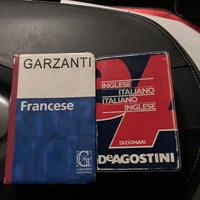 GARZANTI
Francese
G
INGLESE
ITALIANO
ITALIANO
INGLESE
DIZIONARI
DeAGOSTINI